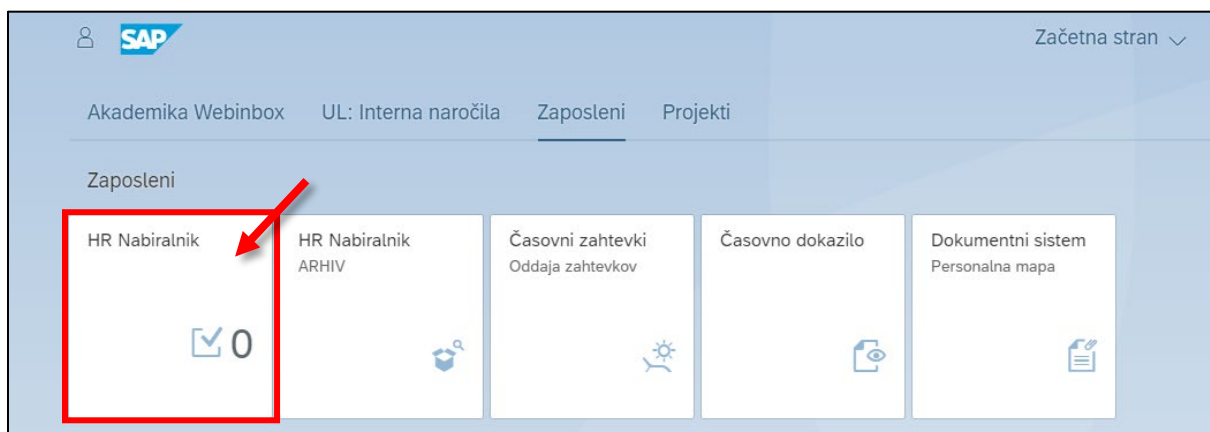 SAP
Začetna stran
Akademika Webinbox UL: Interna naročila Zaposleni Projekti
Zaposleni
HR Nabiralnik
0
HR Nabiralnik
ARHIV
Časovni zahtevki
Oddaja zahtevkov
Časovno dokazilo
Dokumentni sistem
Personalna mapa